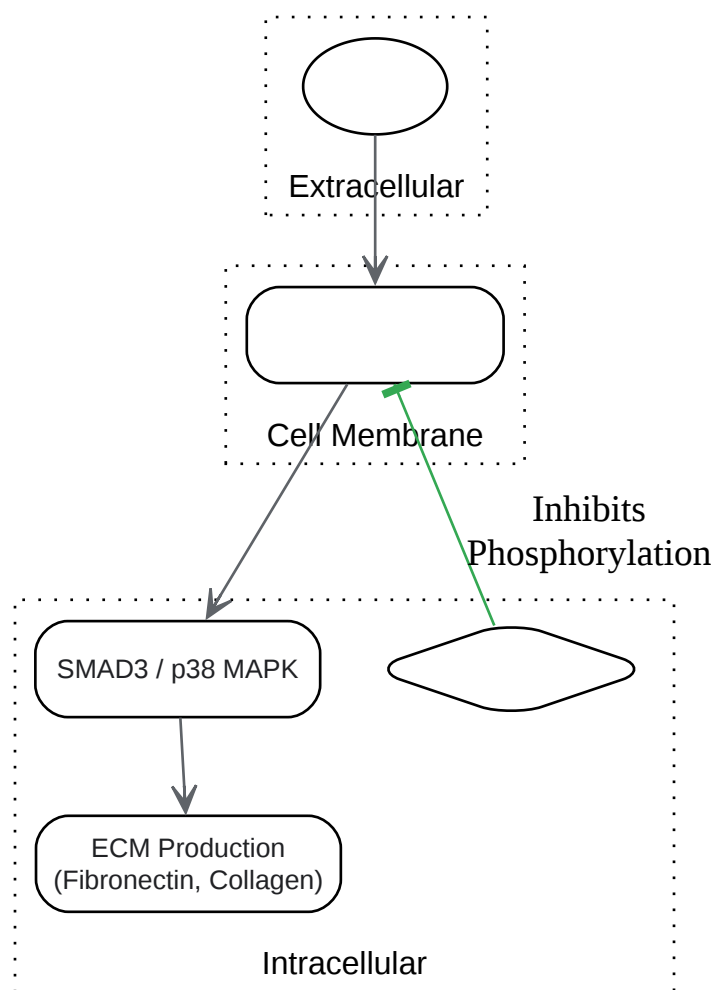 Extracellular
Cell Membrane
Inhibits
Phosphorylation
SMAD3 / p38 MAPK
ECM Production
(Fibronectin, Collagen)
Intracellular